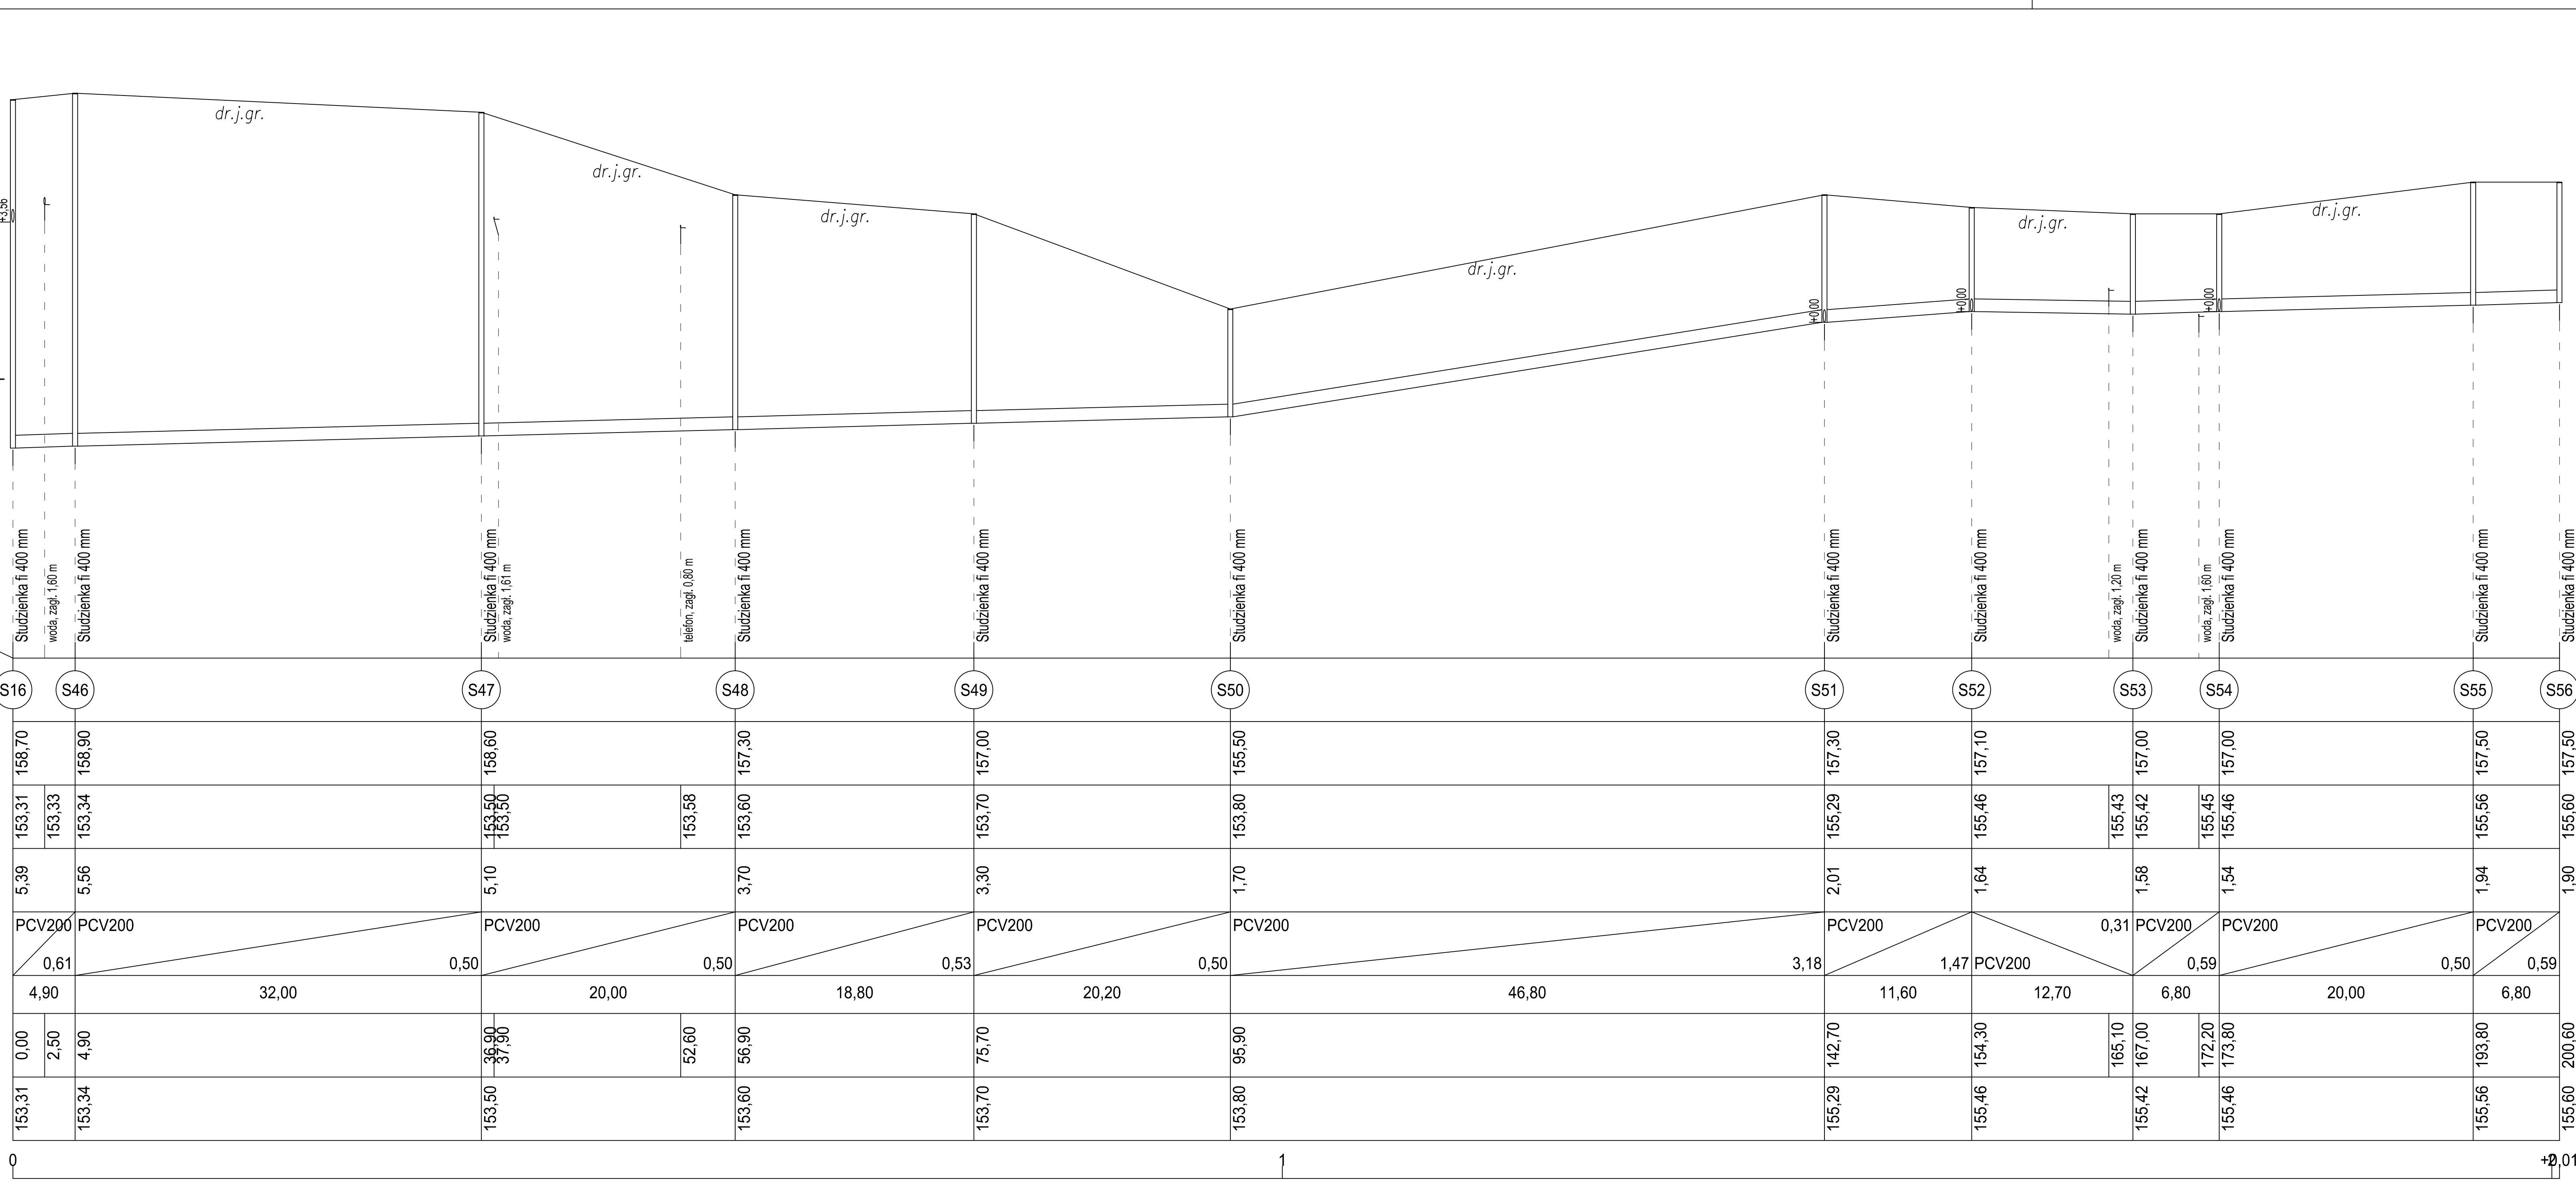 dr.j.gr.
dr.j.gr.
dr.j.gr.
dr.j.gr.
dr.j.gr.
dr.j.gr.
+3,56
+0,00
+0,00
+0,00
Studzienka fi 400 mm
woda, zagł. 1,60 m
Studzienka fi 400 mm
Studzienka fi 400 mm
woda, zagł. 1,61 m
telefon, zagł. 0,80 m
Studzienka fi 400 mm
Studzienka fi 400 mm
Studzienka fi 400 mm
Studzienka fi 400 mm
Studzienka fi 400 mm
woda, zagł. 1,20 m
Studzienka fi 400 mm
woda, zagł. 1,60 m
Studzienka fi 400 mm
Studzienka fi 400 mm
Studzienka fi 400 mm
S16 S46 S47 S48 S49 S50 S51 S52 S53 S54 S55 S56
158,70 158,90 158,60 157,30 157,00 155,50 157,30 157,10 157,00 157,00 157,50 157,50
153,31 153,33 153,34 153,50 153,50 153,58 153,60 153,70 153,80 155,29 155,46 155,43 155,42 155,45 155,46 155,56 155,60
5,39 5,56 5,10 3,70 3,30 1,70 2,01 1,64 1,58 1,54 1,94 1,90
PCV200 PCV200 PCV200 PCV200 PCV200 PCV200 PCV200 0,31 PCV200 PCV200 PCV200
0,61 0,50 0,50 0,53 0,50 3,18 1,47 PCV200 0,59 0,50 0,59
4,90 32,00 20,00 18,80 20,20 46,80 11,60 12,70 6,80 20,00 6,80
0,00 2,50 4,90 36,90 37,90 52,60 56,90 75,70 95,90 142,70 154,30 165,10 167,00 172,20 173,80 193,80 200,60
153,31 153,34 153,50 153,60 153,70 153,80 155,29 155,46 155,42 155,46 155,56 155,60
0 1 2 +0,01